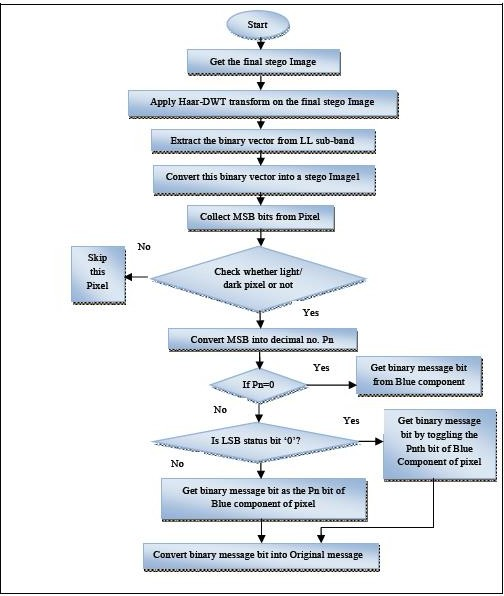 Start
Get the final stego Image
Apply Haar-DWT transform on the final stego Image
Extract the binary vector from LL sub-band
Convert this binary vector into a stego Image1
Collect MSB bits from Pixel
No
Skip
this
Pixel
Check whether light/
dark pixel or not
Yes
Convert MSB into decimal no. Pn
Yes
If Pn=0
Get binary message bit
from Blue component
No
Yes
Is LSB status bit ‘0’?
Get binary message
bit by toggling the
Pnth bit of Blue
Component of pixel
No
Get binary message bit as the Pn bit of
Blue component of pixel
Convert binary message bit into Original message